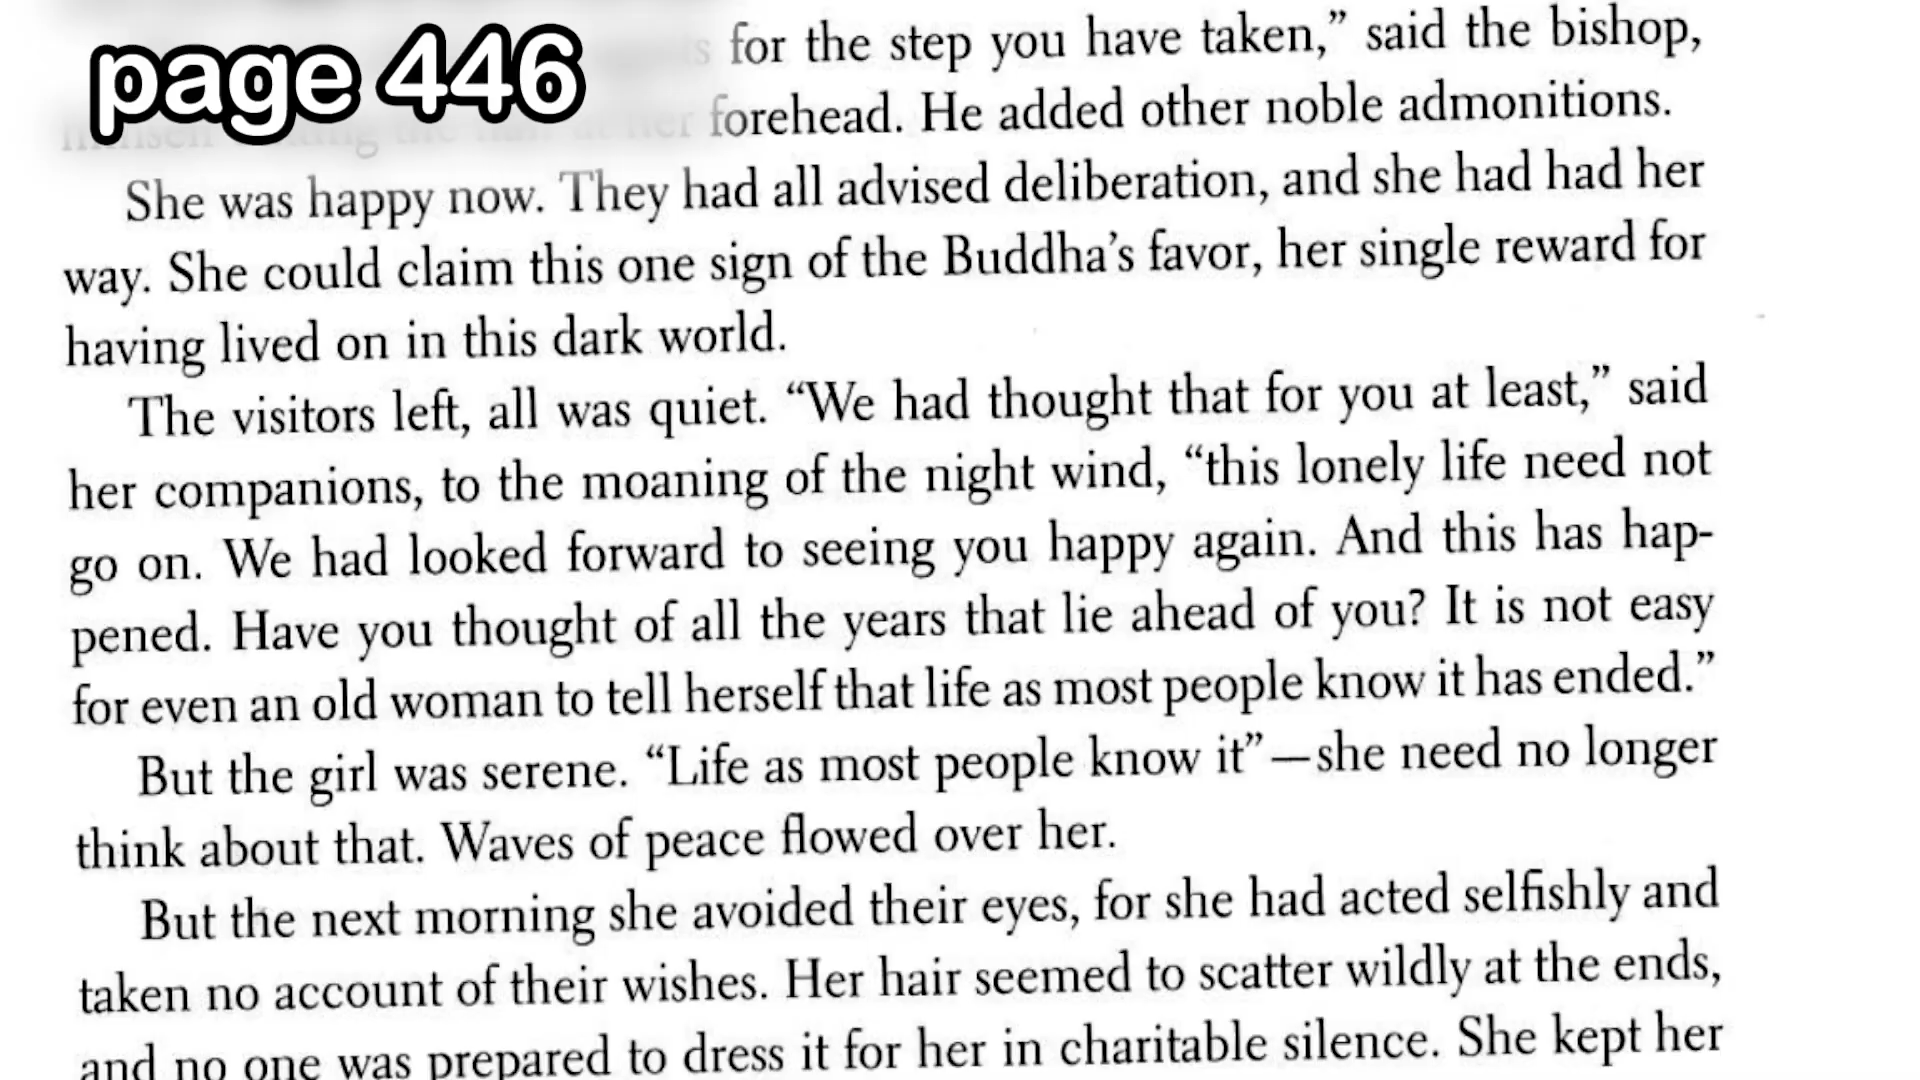 page 446
for the step you have taken,” said the bishop,
forehead. He added other noble admonitions.
She was happy now. They had all advised deliberation, and she had had her
way. She could claim this one sign of the Buddha’s favor, her single reward for
having lived on in this dark world.
The visitors left, all was quiet. “We had thought that for you at least,” said
her companions, to the moaning of the night wind, “this lonely life need not
go on. We had looked forward to seeing you happy again. And this has hap-
pened. Have you thought of all the years that lie ahead of you? It is not easy
for even an old woman to tell herself that life as most people know it has ended.”
But the girl was serene. “Life as most people know it”—she need no longer
think about that. Waves of peace flowed over her.
But the next morning she avoided their eyes, for she had acted selfishly and
taken no account of their wishes. Her hair seemed to scatter wildly at the ends,
and no one was prepared to dress it for her in charitable silence. She kept her